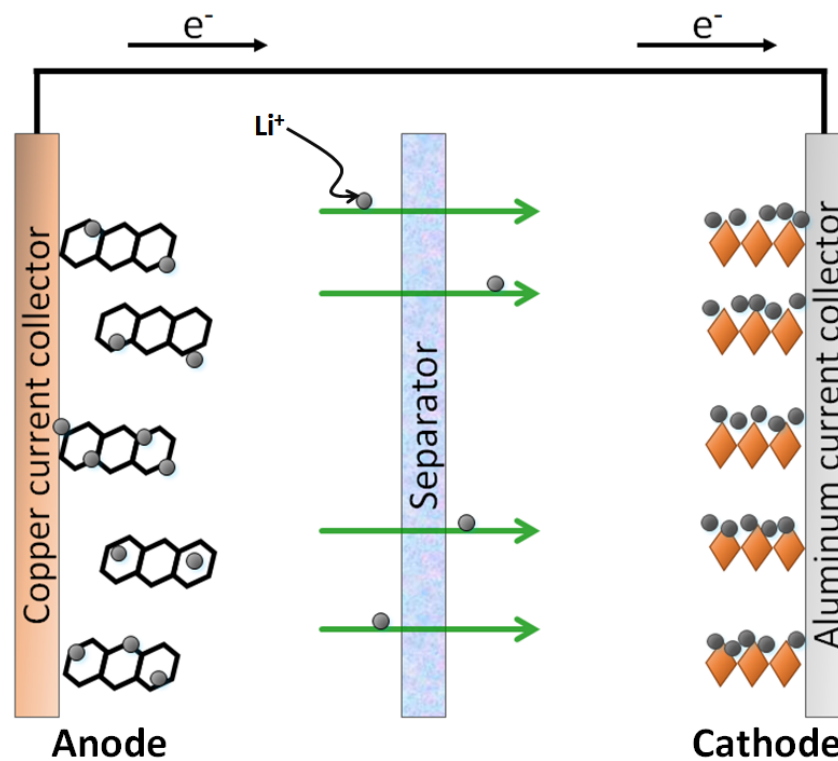 e⁻
e⁻
Li⁺
Copper current collector
Separator
Aluminum current collector
Anode
Cathode